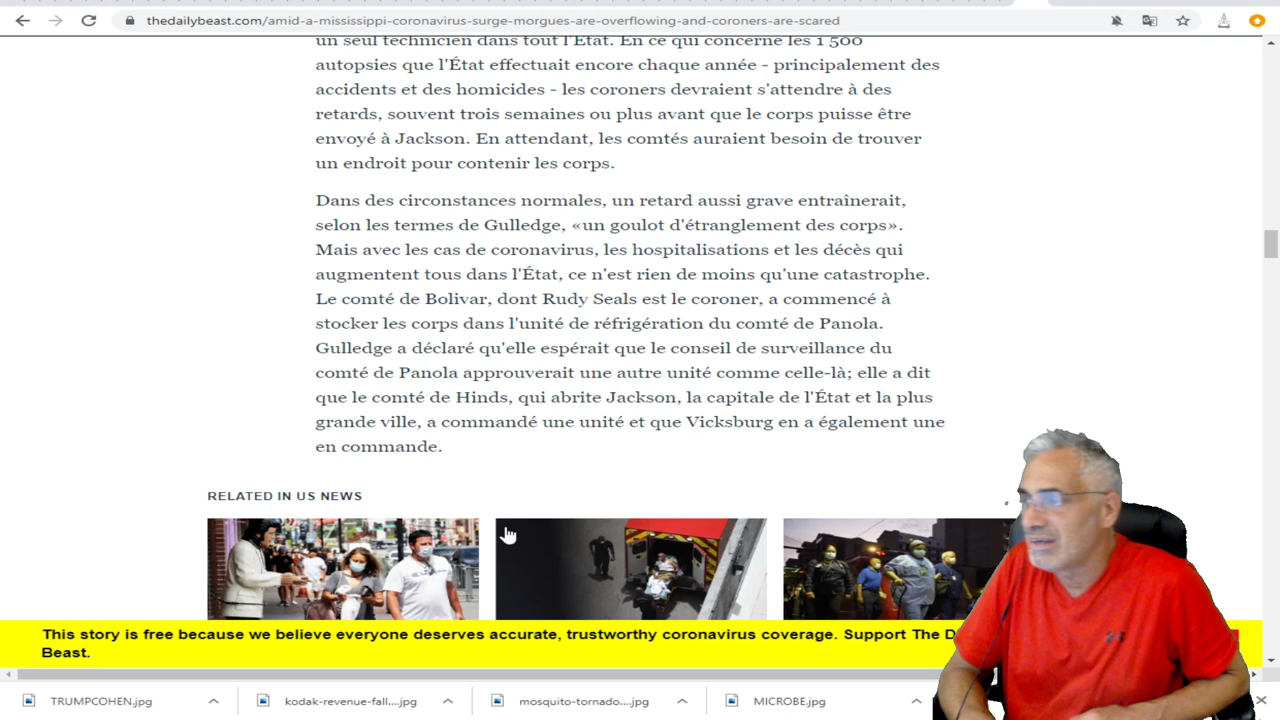 thedailybeast.com/amid-a-mississippi-coronavirus-surge-morgues-are-overflowing-and-coroners-are-scared
un seul technicien dans tout l'État. En ce qui concerne les 1 500
autopsies que l'État effectuait encore chaque année - principalement des
accidents et des homicides - les coroners devraient s'attendre à des
retards, souvent trois semaines ou plus avant que le corps puisse être
envoyé à Jackson. En attendant, les comtés auraient besoin de trouver
un endroit pour contenir les corps.
Dans des circonstances normales, un retard aussi grave entraînerait,
selon les termes de Gulledge, «un goulot d'étranglement des corps».
Mais avec les cas de coronavirus, les hospitalisations et les décès qui
augmentent tous dans l'État, ce n'est rien de moins qu'une catastrophe.
Le comté de Bolivar, dont Rudy Seals est le coroner, a commencé à
stocker les corps dans l'unité de réfrigération du comté de Panola.
Gulledge a déclaré qu'elle espérait que le conseil de surveillance du
comté de Panola approuverait une autre unité comme celle-là; elle a dit
que le comté de Hinds, qui abrite Jackson, la capitale de l'État et la plus
grande ville, a commandé une unité et que Vicksburg en a également une
en commande.
RELATED IN US NEWS
This story is free because we believe everyone deserves accurate, trustworthy coronavirus coverage. Support The
Beast.
TRUMPCOHEN.jpg
kodak-revenue-fall....jpg
mosquito-tornado....jpg
MICROBE.jpg